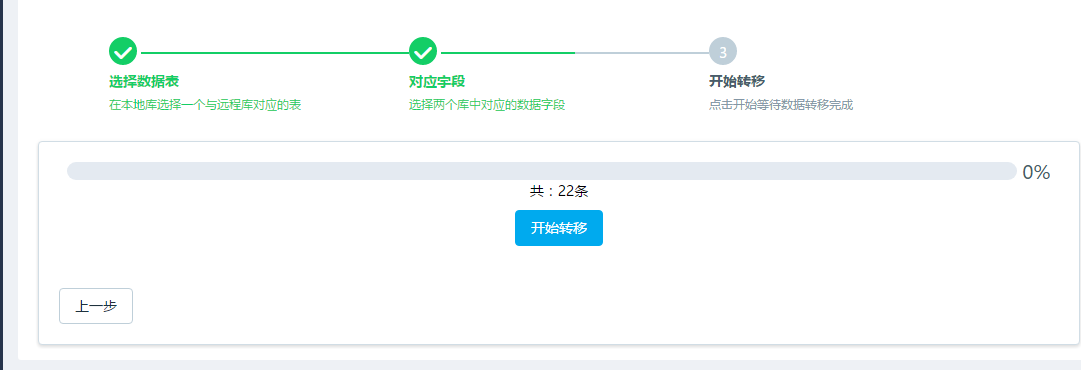 3
选择数据表
对应字段
开始转移
在本地库选择一个与远程库对应的表
选择两个库中对应的数据字段
点击开始等待数据转移完成
0%
共：22条
开始转移
上一步